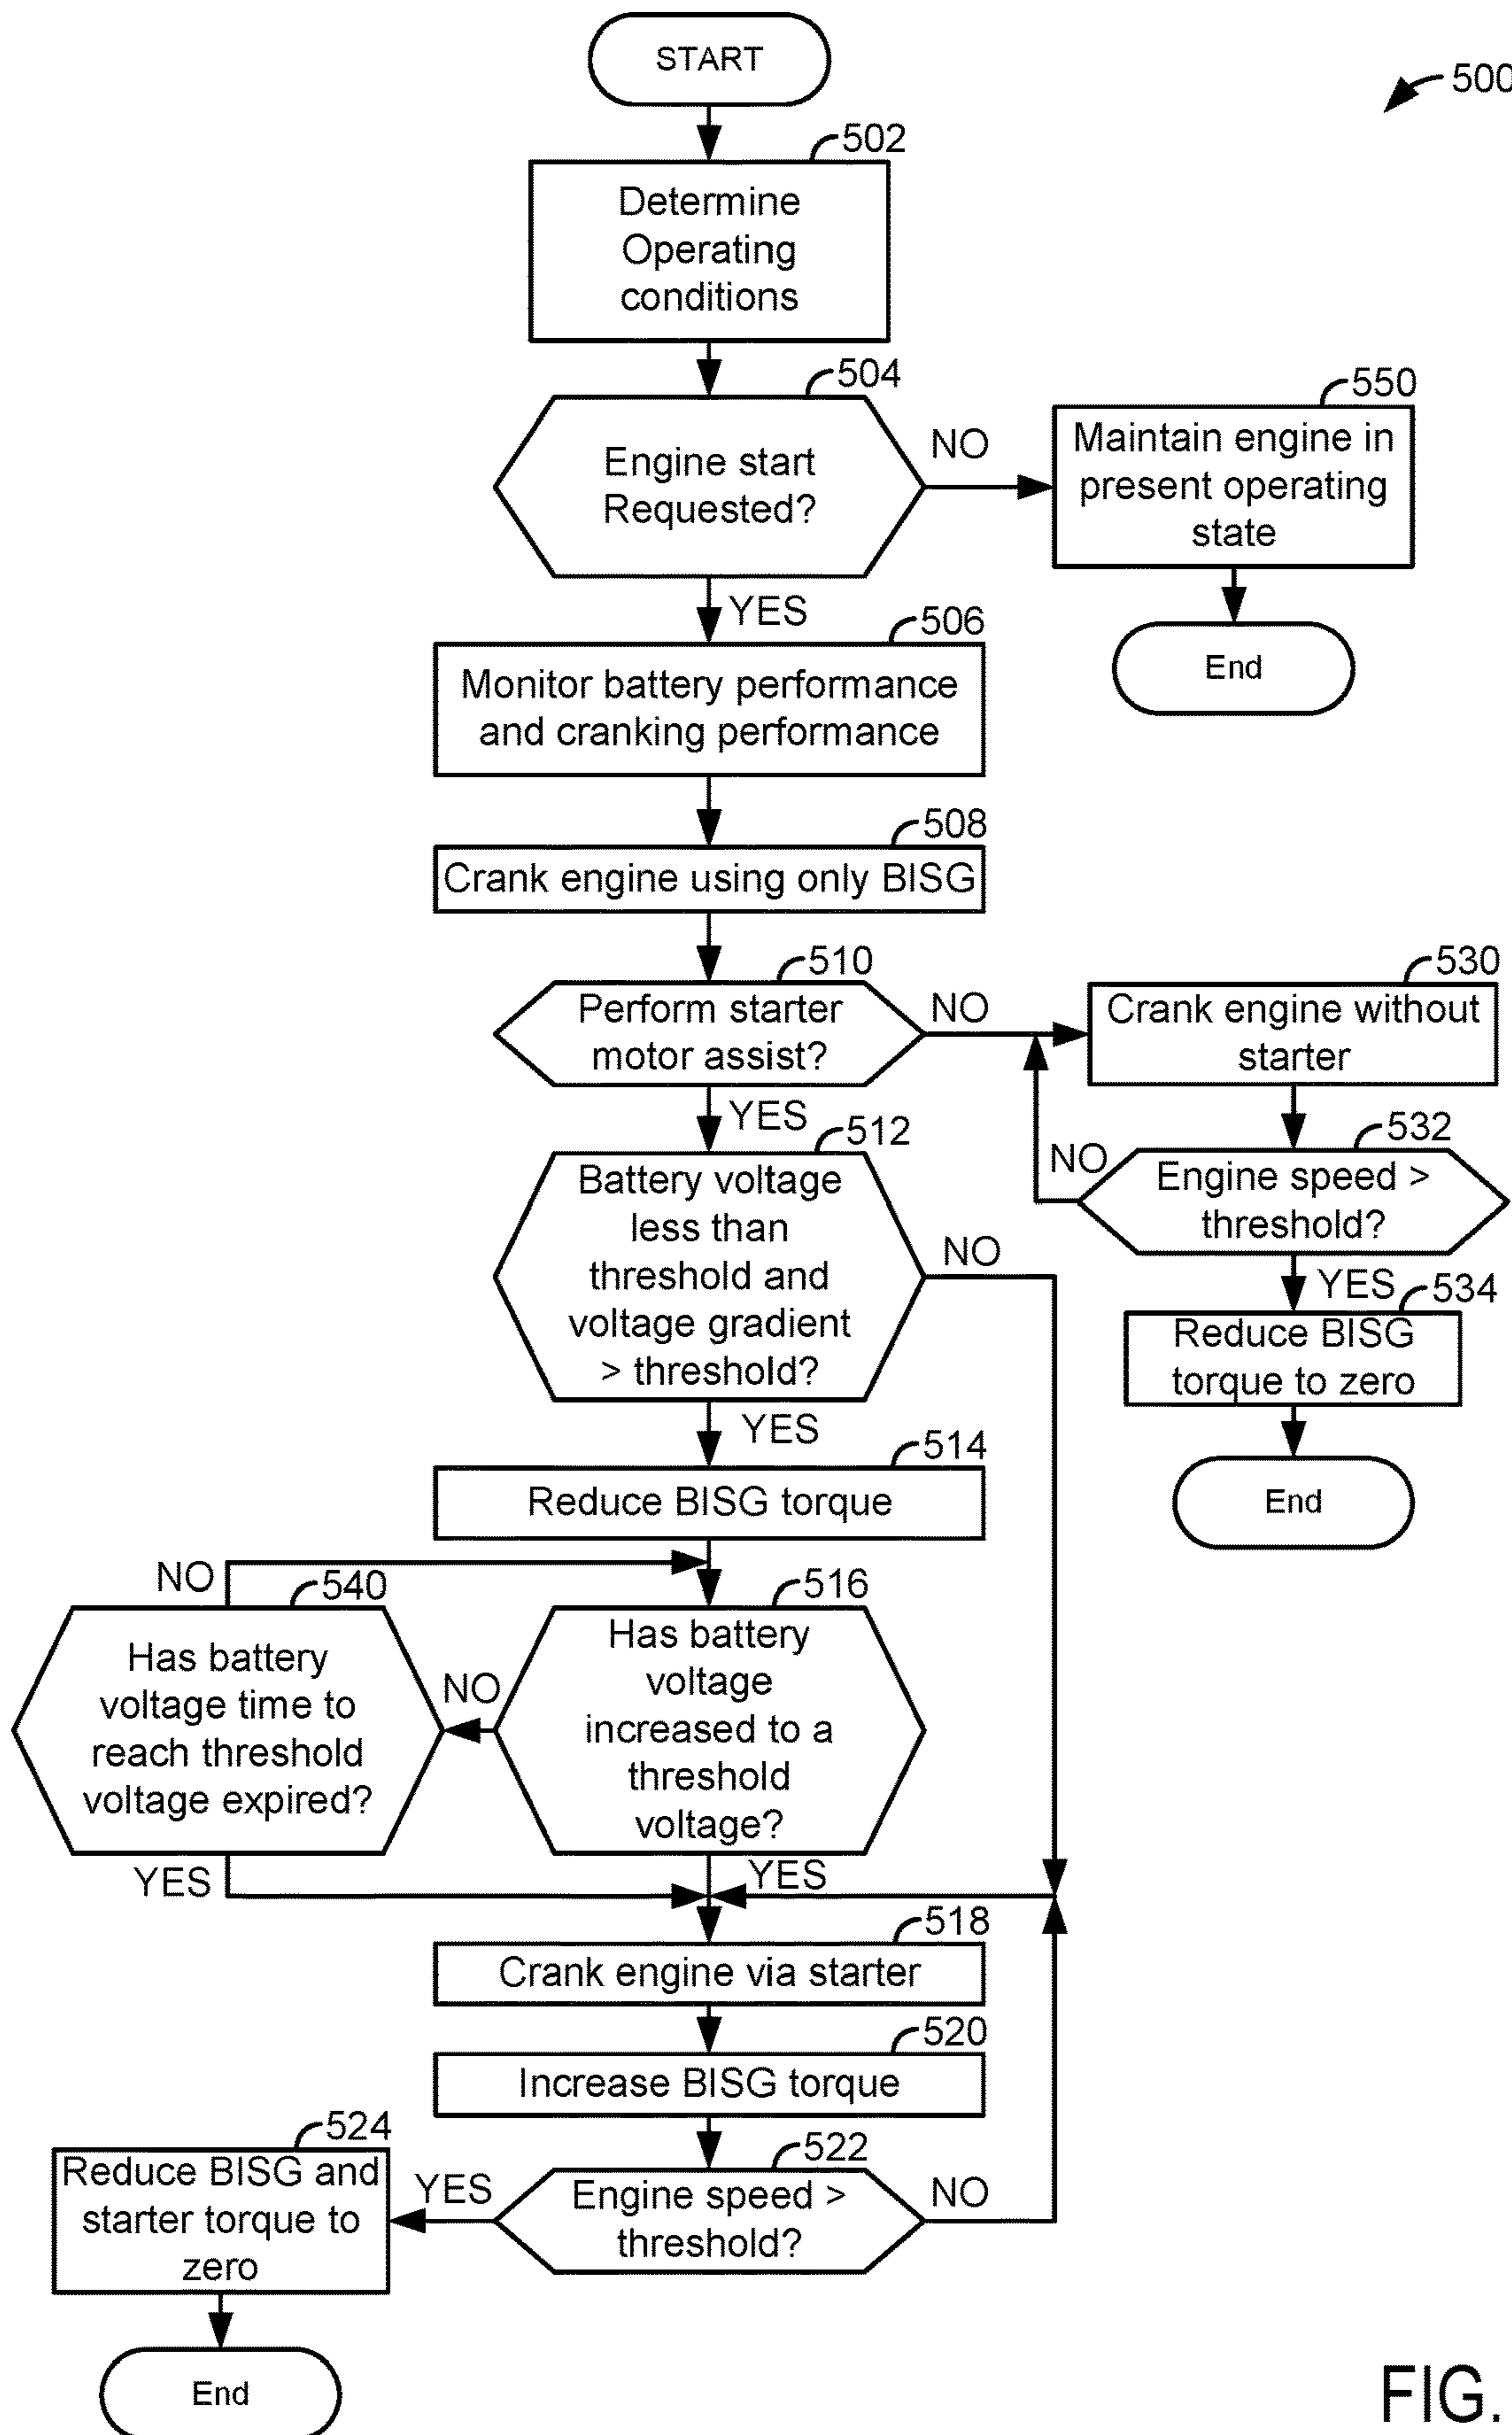 START
500
502
Determine
Operating
conditions
504
Engine start
Requested?
NO
550
Maintain engine in
present operating
state
End
YES
506
Monitor battery performance
and cranking performance
508
Crank engine using only BISG
510
Perform starter
motor assist?
NO
530
Crank engine without
starter
YES
532
Engine speed >
threshold?
NO
YES
534
Reduce BISG
torque to zero
End
512
Battery voltage
less than
threshold and
voltage gradient
> threshold?
NO
YES
514
Reduce BISG torque
516
Has battery
voltage
increased to a
threshold
voltage?
NO
540
Has battery
voltage time to
reach threshold
voltage expired?
NO
YES
YES
518
Crank engine via starter
520
Increase BISG torque
522
Engine speed >
threshold?
NO
YES
524
Reduce BISG and
starter torque to
zero
End
FIG.